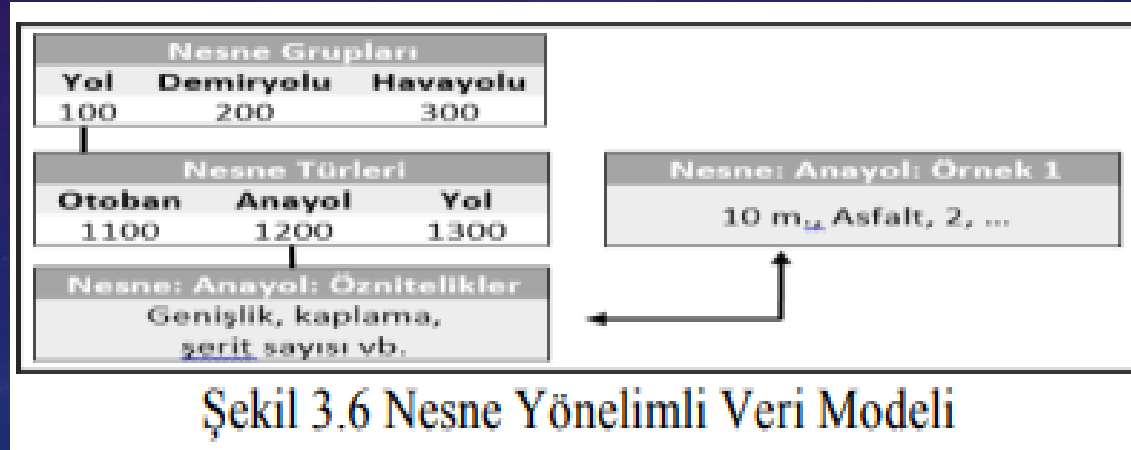 Nesne Grupları
Yol Demiryolu Havayolu
100 200 300
Nesne Türleri
Otoban Anayol Yol
1100 1200 1300
Nesne: Anayol: Öznitelikler
Genişlik, kaplama,
şerit sayısı vb.
Nesne: Anayol: Örnek 1
10 m., Asfalt, 2, ...
Şekil 3.6 Nesne Yönelimli Veri Modeli